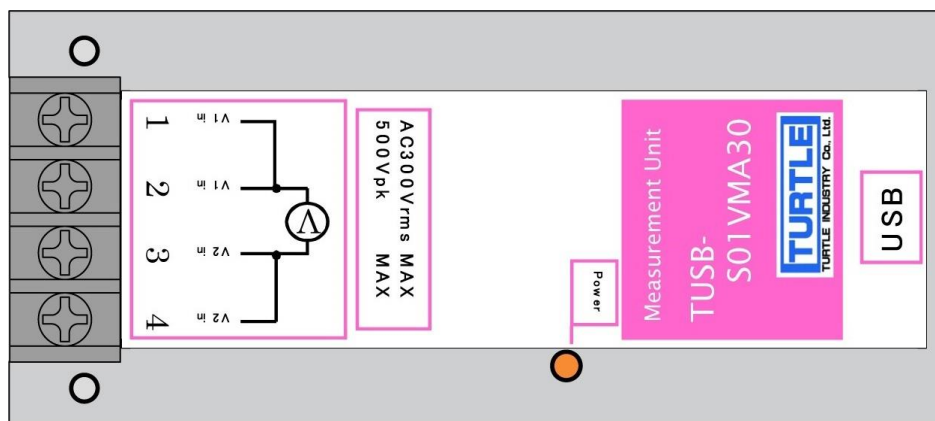 1 V1 in
2 V1 in
3 V2 in
4 V2 in
V
AC300Vrms MAX
500Vpk MAX
Power
Measurement Unit
TUSB-
S01VMA30
TURTLE
TURTLE INDUSTRY Co., Ltd.
USB